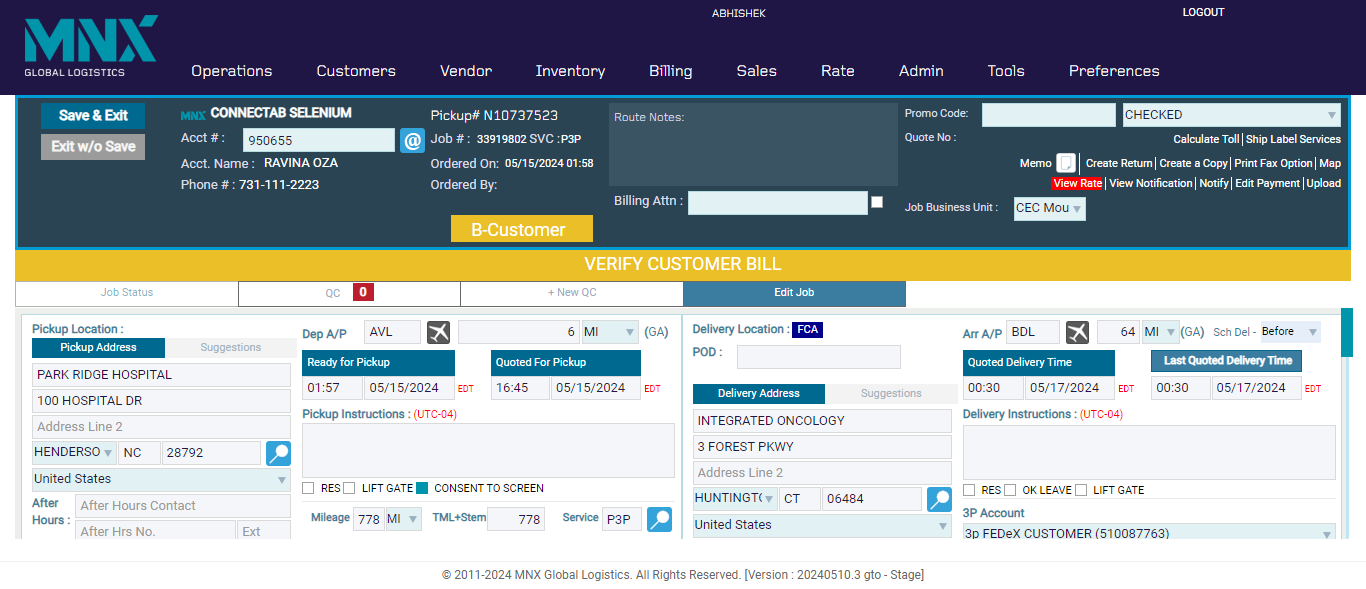 ABHISHEK
LOGOUT
MNX
GLOBAL LOGISTICS
Operations Customers Vendor Inventory Billing Sales Rate Admin Tools Preferences
Save & Exit
Exit w/o Save
MNX CONNECTAB SELENIUM
Acct # : 950655 @
Acct. Name : RAVINA OZA
Phone # : 731-111-2223
Pickup# N10737523
Job # : 33919802 SVC : P3P
Ordered On: 05/15/2024 01:58
Ordered By:
B-Customer
Route Notes:
Billing Attn :
Promo Code: CHECKED
Quote No :
Calculate Toll| Ship Label Services
Memo | Create Return| Create a Copy| Print Fax Option| Map
View Rate | View Notification| Notify| Edit Payment| Upload
Job Business Unit : CEC Mou
VERIFY CUSTOMER BILL
Job Status QC 0 + New QC Edit Job
Pickup Location :
Pickup Address Suggestions
PARK RIDGE HOSPITAL
100 HOSPITAL DR
Address Line 2
HENDERSO NC 28792
United States
After Hours : After Hours Contact
After Hrs No. Ext
Dep A/P AVL 6 MI (GA)
Ready for Pickup Quoted For Pickup
01:57 05/15/2024 EDT 16:45 05/15/2024 EDT
Pickup Instructions : (UTC-04)
RES LIFT GATE CONSENT TO SCREEN
Mileage 778 MI TML+Stem 778 Service P3P
Delivery Location : FCA
POD :
Delivery Address Suggestions
INTEGRATED ONCOLOGY
3 FOREST PKWY
Address Line 2
HUNTINGT CT 06484
United States
Arr A/P BDL 64 MI (GA) Sch Del - Before
Quoted Delivery Time Last Quoted Delivery Time
00:30 05/17/2024 EDT 00:30 05/17/2024 EDT
Delivery Instructions : (UTC-04)
RES OK LEAVE LIFT GATE
3P Account
3p FEDeX CUSTOMER (510087763)
© 2011-2024 MNX Global Logistics. All Rights Reserved. [Version : 20240510.3 gto - Stage]